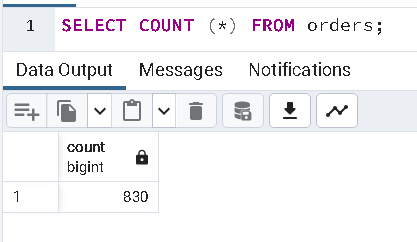 1 SELECT COUNT (*) FROM orders;
Data Output Messages Notifications
count
bigint
1 830